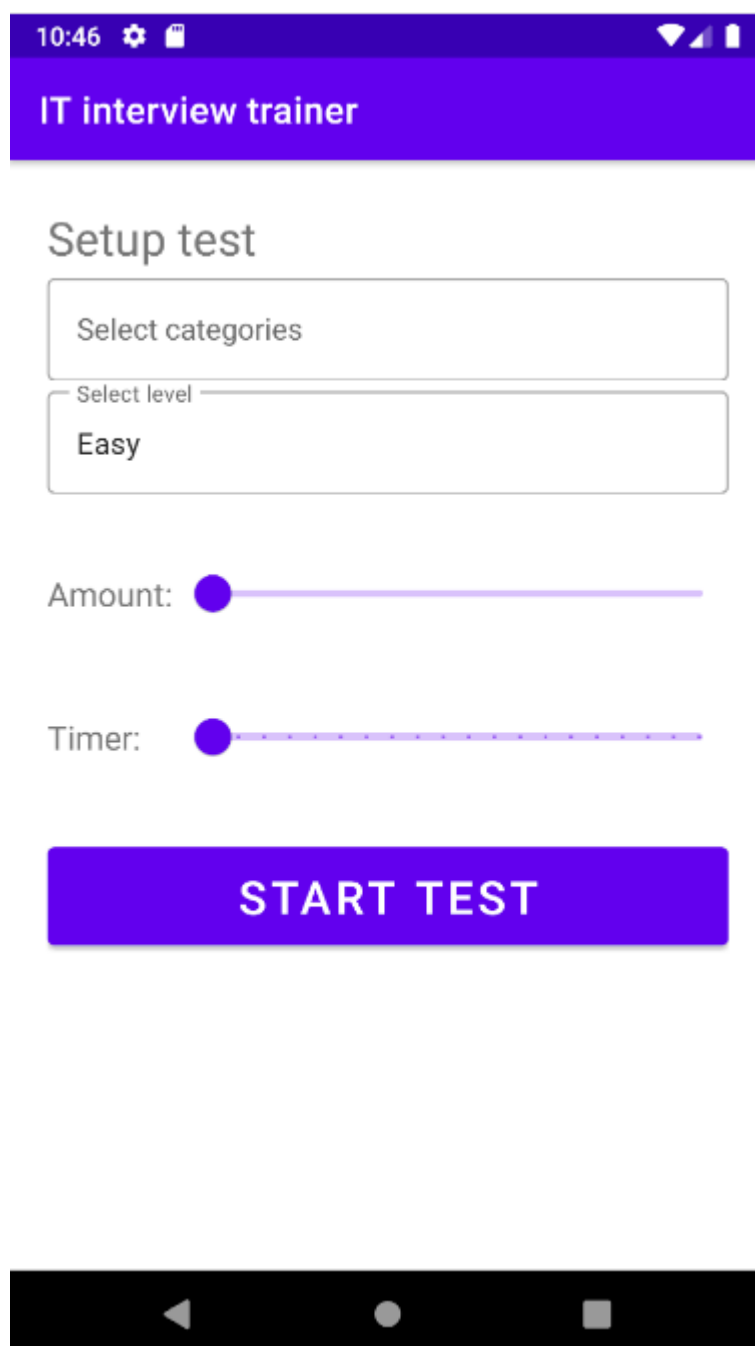 10:46
IT interview trainer
Setup test
Select categories
Select level
Easy
Amount:
Timer:
START TEST